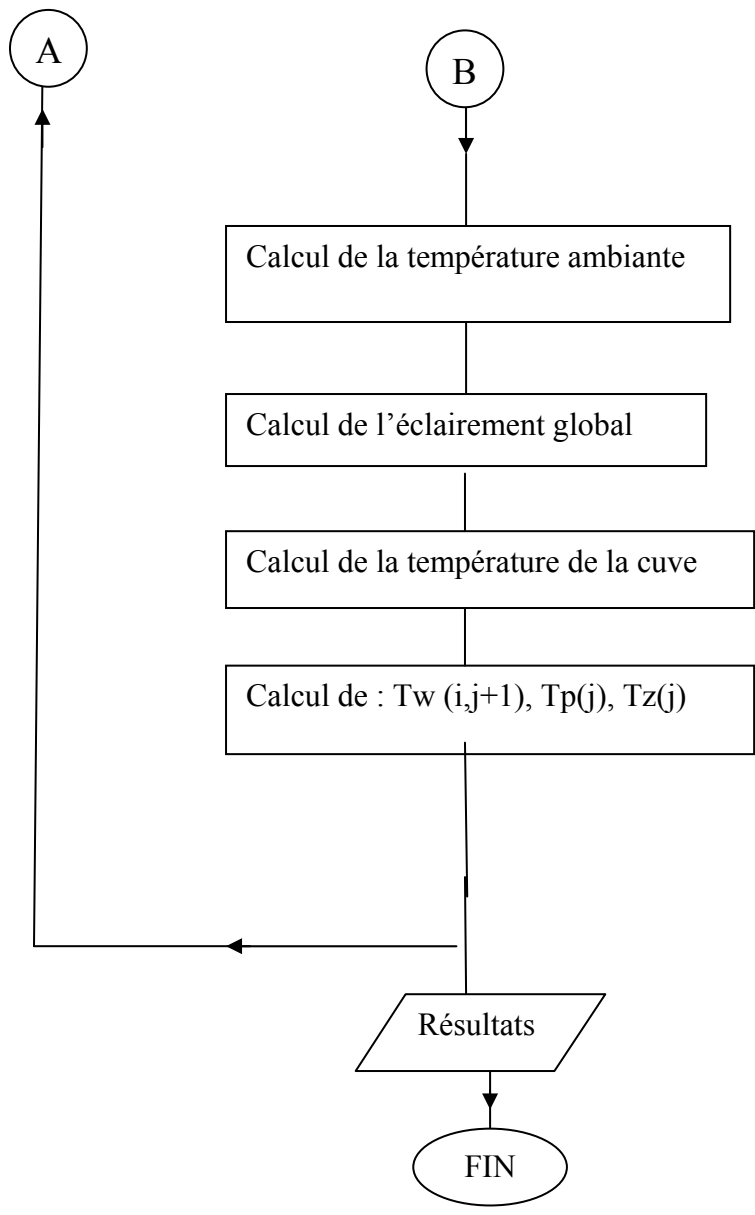 A
B
Calcul de la température ambiante
Calcul de l’éclairement global
Calcul de la température de la cuve
Calcul de : Tw (i,j+1), Tp(j), Tz(j)
Résultats
FIN